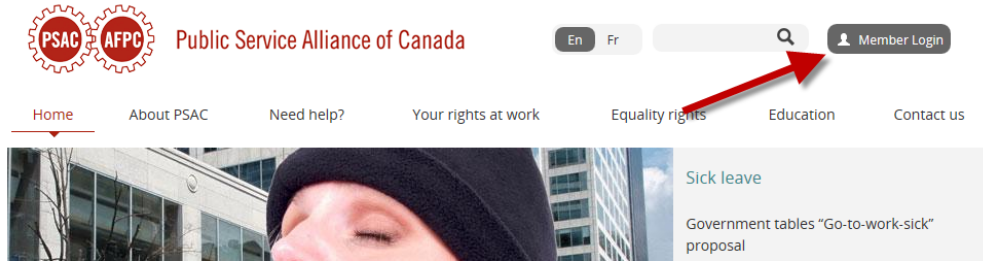 PSAC AFPC Public Service Alliance of Canada En Fr Member Login
Home About PSAC Need help? Your rights at work Equality rights Education Contact us
Sick leave
Government tables “Go-to-work-sick”
proposal